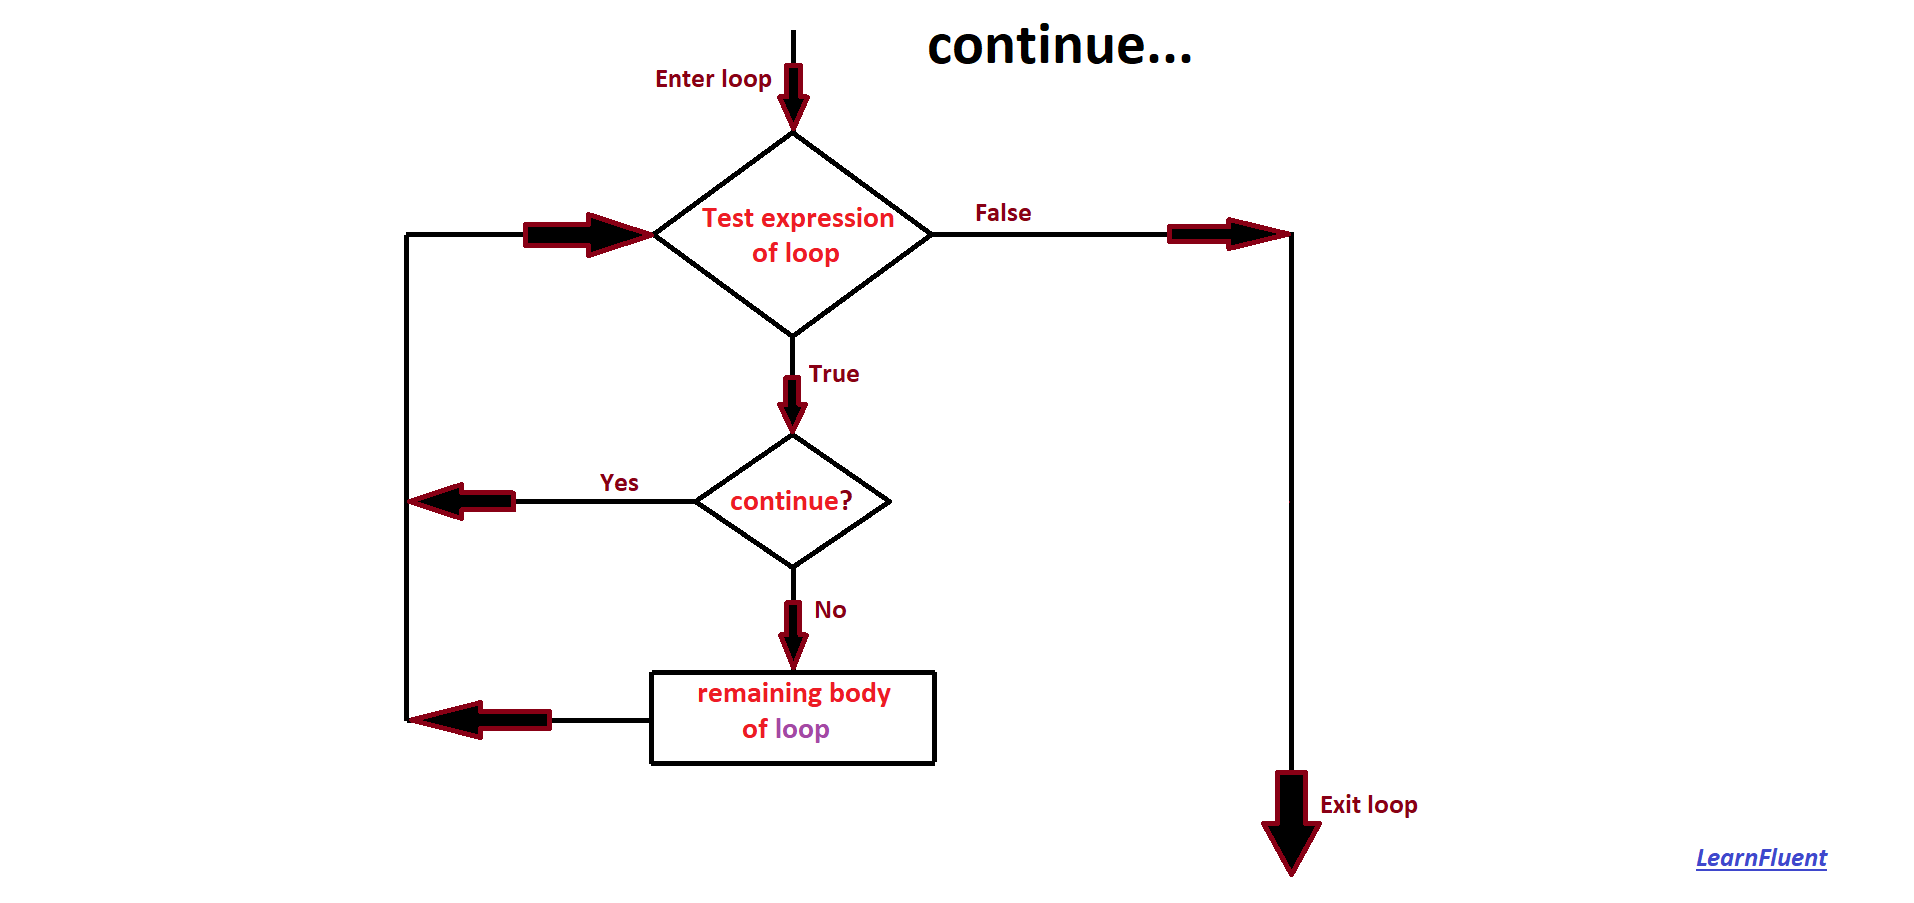 continue...
Enter loop
Test expression
of loop
False
True
Yes
continue?
No
remaining body
of loop
Exit loop
LearnFluent